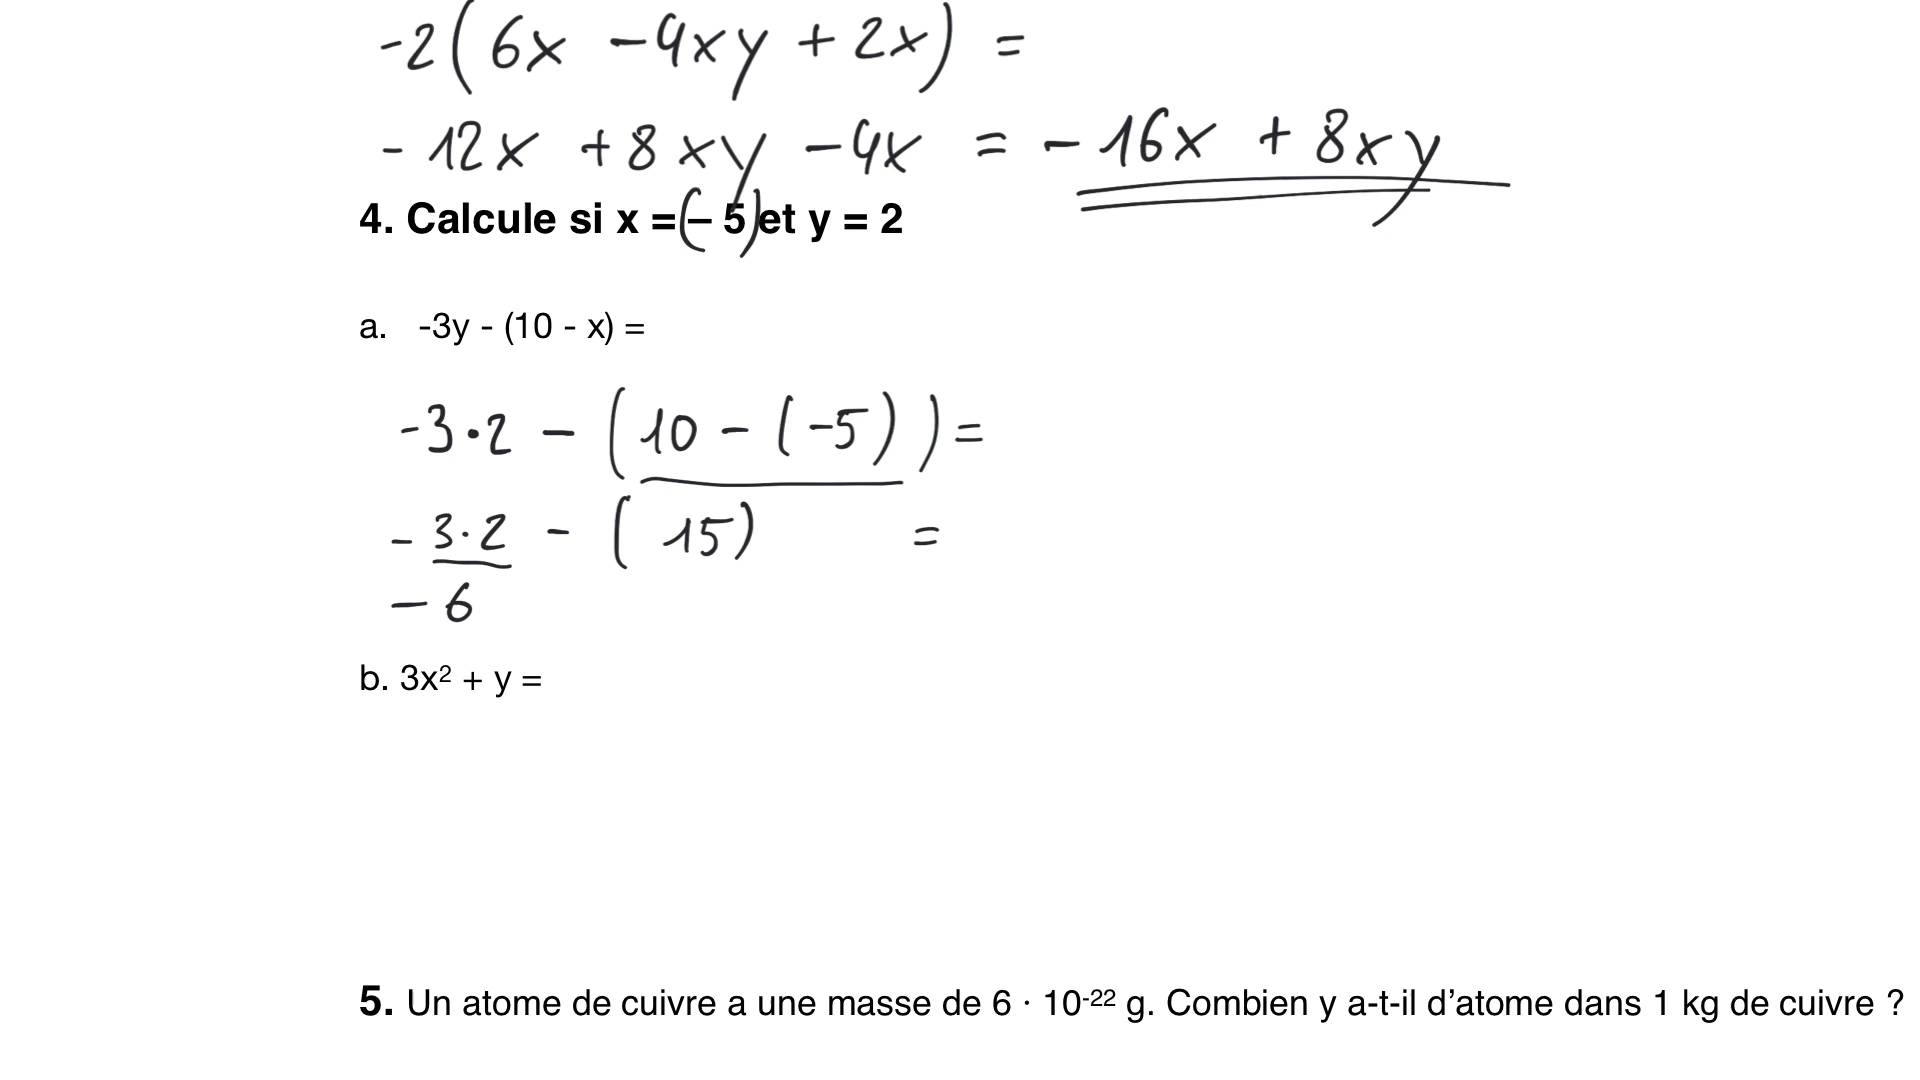 -2(6x -4xy +2x) =
- 12x +8xy -4x = -16x +8xy
4. Calcule si x =(– 5)et y = 2
a. -3y - (10 - x) =
-3·2 - (10 - (-5))=
-3·2 - (15) =
- 6
b. 3x² + y =
5. Un atome de cuivre a une masse de 6 · 10⁻²² g. Combien y a-t-il d’atome dans 1 kg de cuivre ?